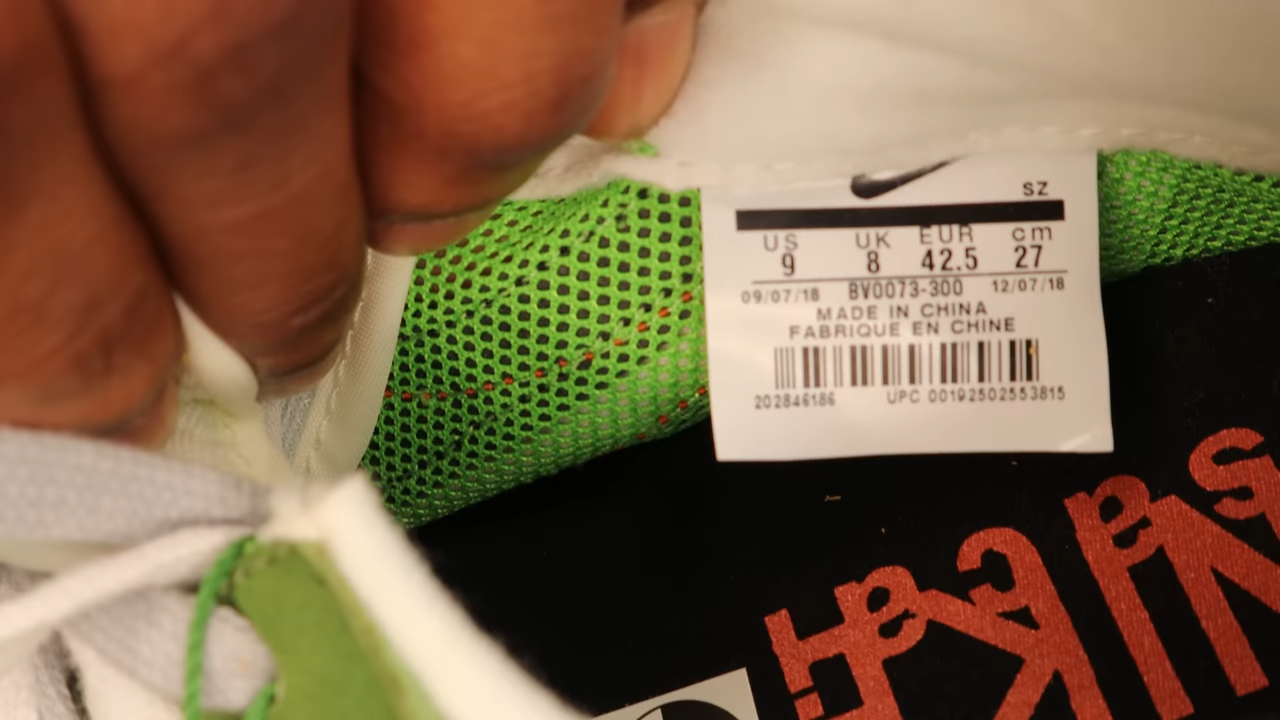 SZ
US UK EUR cm
9 8 42.5 27
09/07/18 BV0073-300 12/07/18
MADE IN CHINA
FABRIQUE EN CHINE
202846186 UPC 00192502553815
sacai